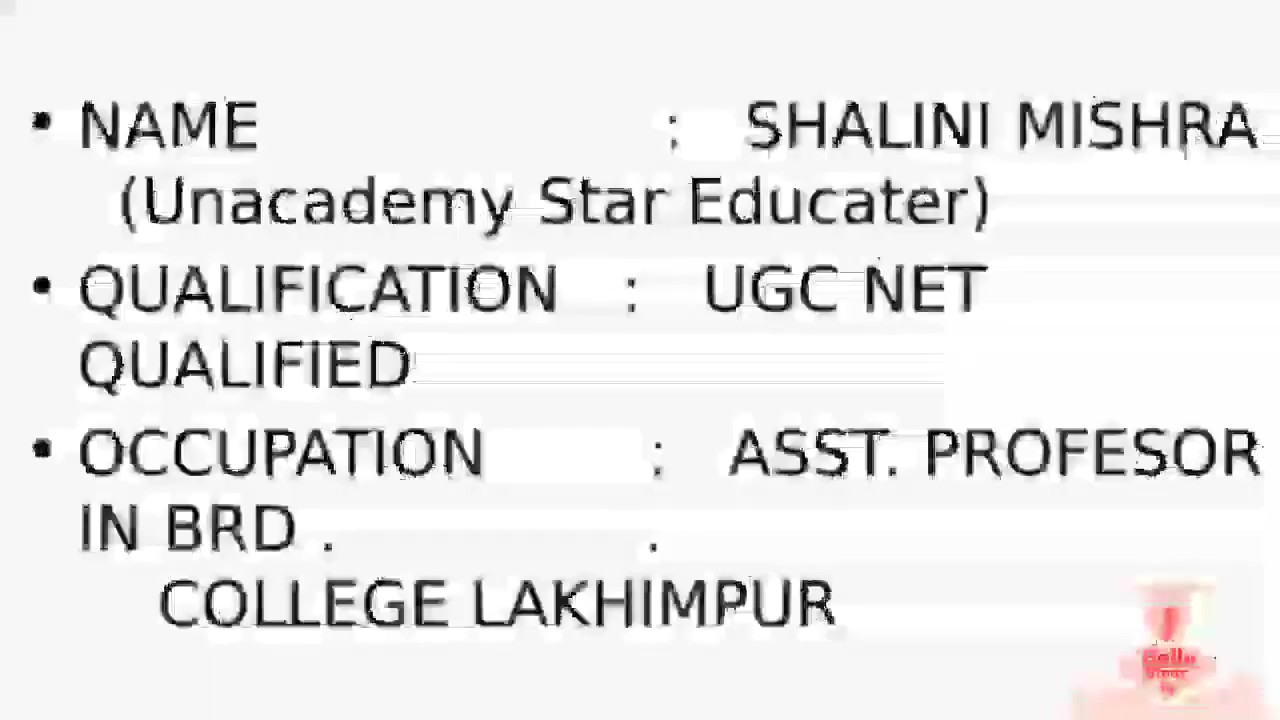 • NAME : SHALINI MISHRA
(Unacademy Star Educater)
• QUALIFICATION : UGC NET
QUALIFIED
• OCCUPATION : ASST. PROFESOR
IN BRD . .
COLLEGE LAKHIMPUR